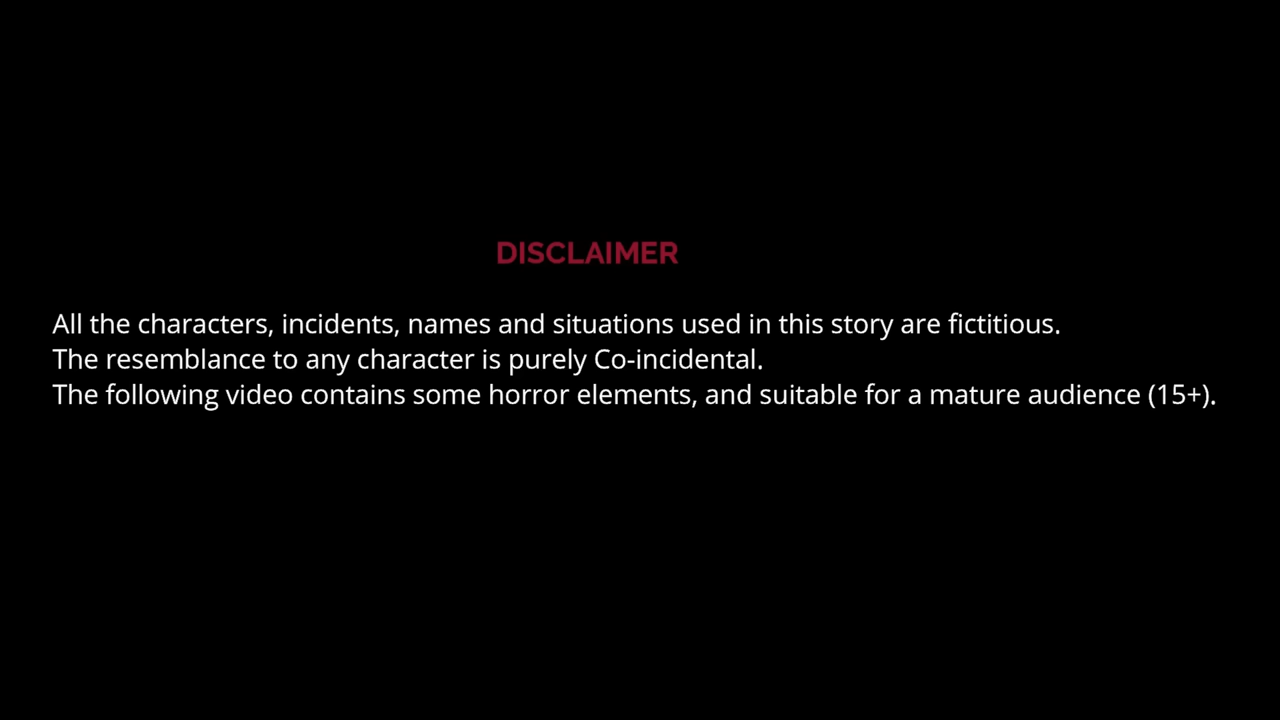 DISCLAIMER
All the characters, incidents, names and situations used in this story are fictitious.
The resemblance to any character is purely Co-incidental.
The following video contains some horror elements, and suitable for a mature audience (15+).